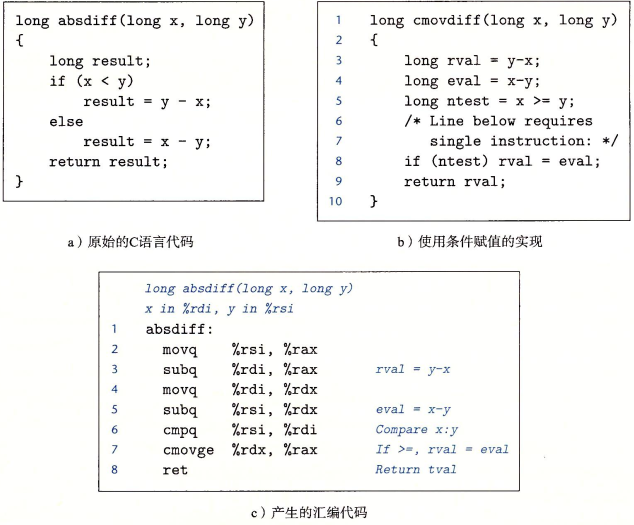 long absdiff(long x, long y)
{
    long result;
    if (x < y)
        result = y - x;
    else
        result = x - y;
    return result;
}
a）原始的C语言代码
1 long cmovdiff(long x, long y)
2 {
3     long rval = y-x;
4     long eval = x-y;
5     long ntest = x >= y;
6     /* Line below requires
7        single instruction: */
8     if (ntest) rval = eval;
9     return rval;
10 }
b）使用条件赋值的实现
long absdiff(long x, long y)
x in %rdi, y in %rsi
1 absdiff:
2   movq    %rsi, %rax
3   subq    %rdi, %rax    rval = y-x
4   movq    %rdi, %rdx
5   subq    %rsi, %rdx    eval = x-y
6   cmpq    %rsi, %rdi    Compare x:y
7   cmovge  %rdx, %rax    If >=, rval = eval
8   ret    Return tval
c）产生的汇编代码